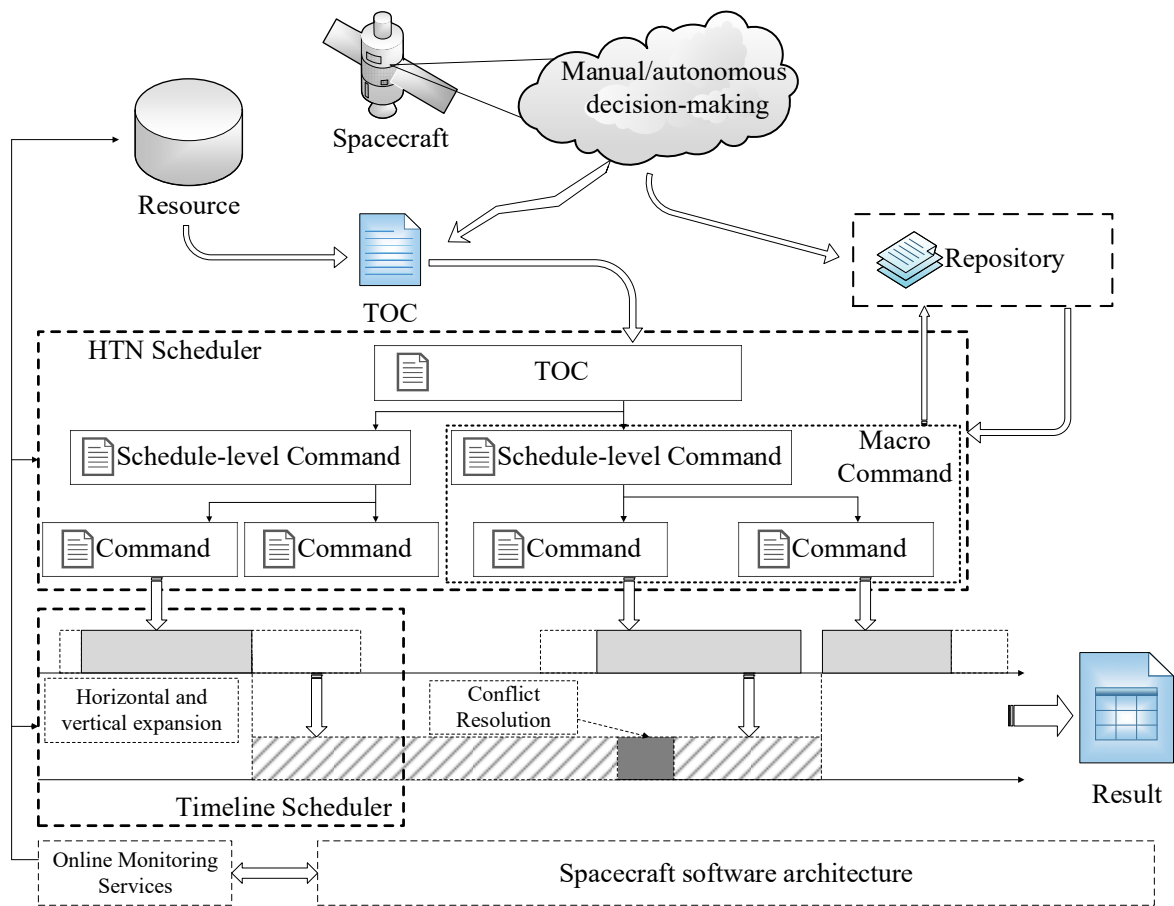 Manual/autonomous
decision-making
Spacecraft
Resource
Repository
TOC
HTN Scheduler
TOC
Macro
Command
Schedule-level Command
Schedule-level Command
Command
Command
Command
Command
Horizontal and
vertical expansion
Conflict
Resolution
Timeline Scheduler
Result
Online Monitoring
Services
Spacecraft software architecture